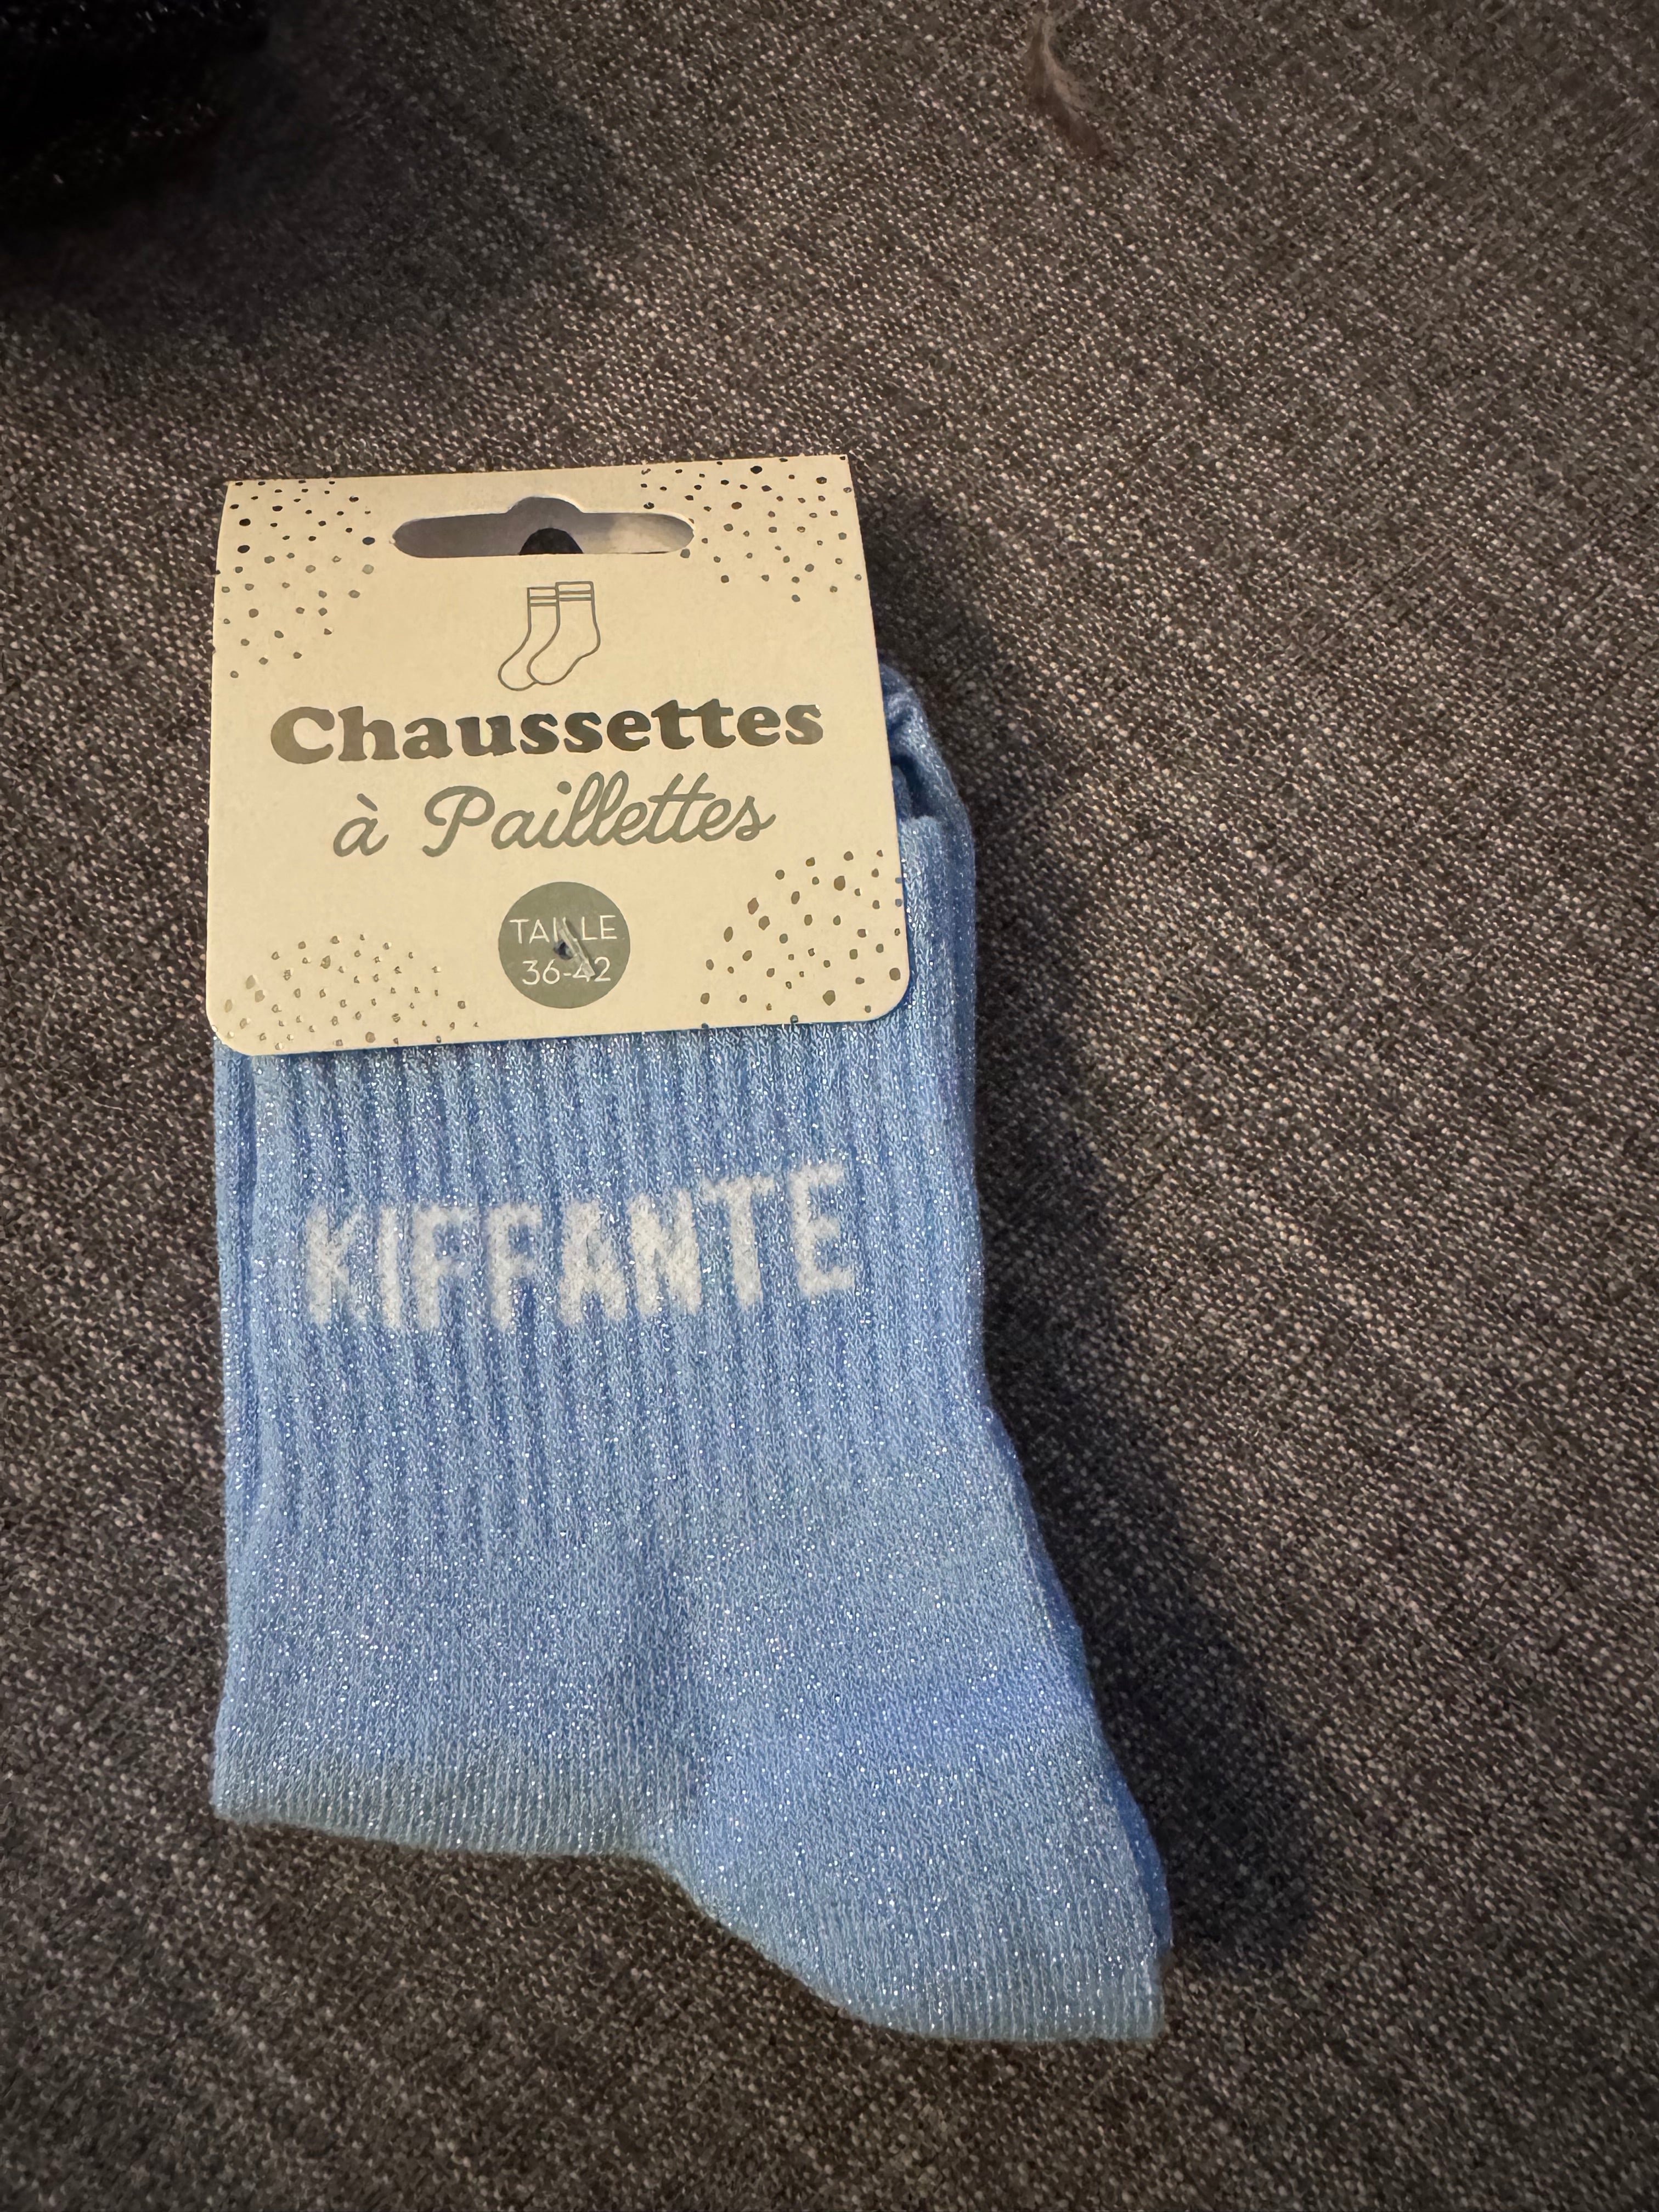 Chaussettes
à Paillettes
TAILLE
36-42
KIFFANTE